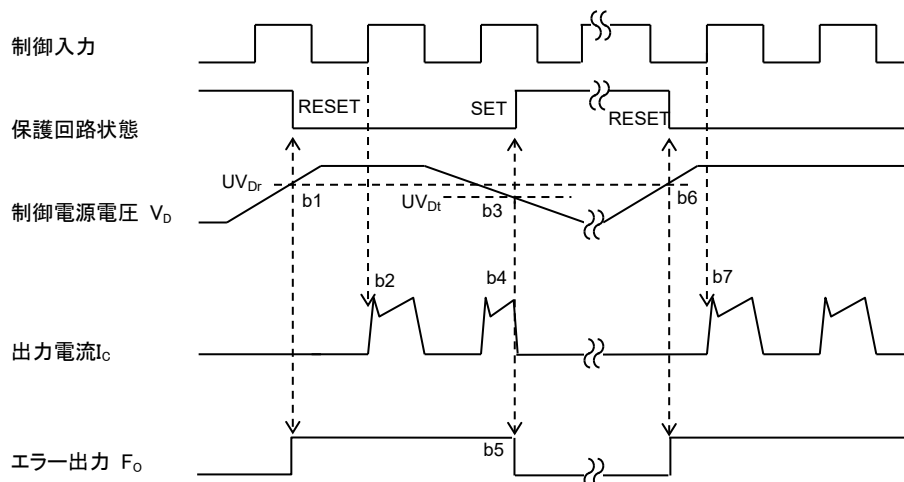 制御入力
保護回路状態
RESET
SET
RESET
UVDr
b1
UVDt
b3
b6
制御電源電圧 VD
b2
b4
b7
出力電流IC
b5
エラー出力 FO